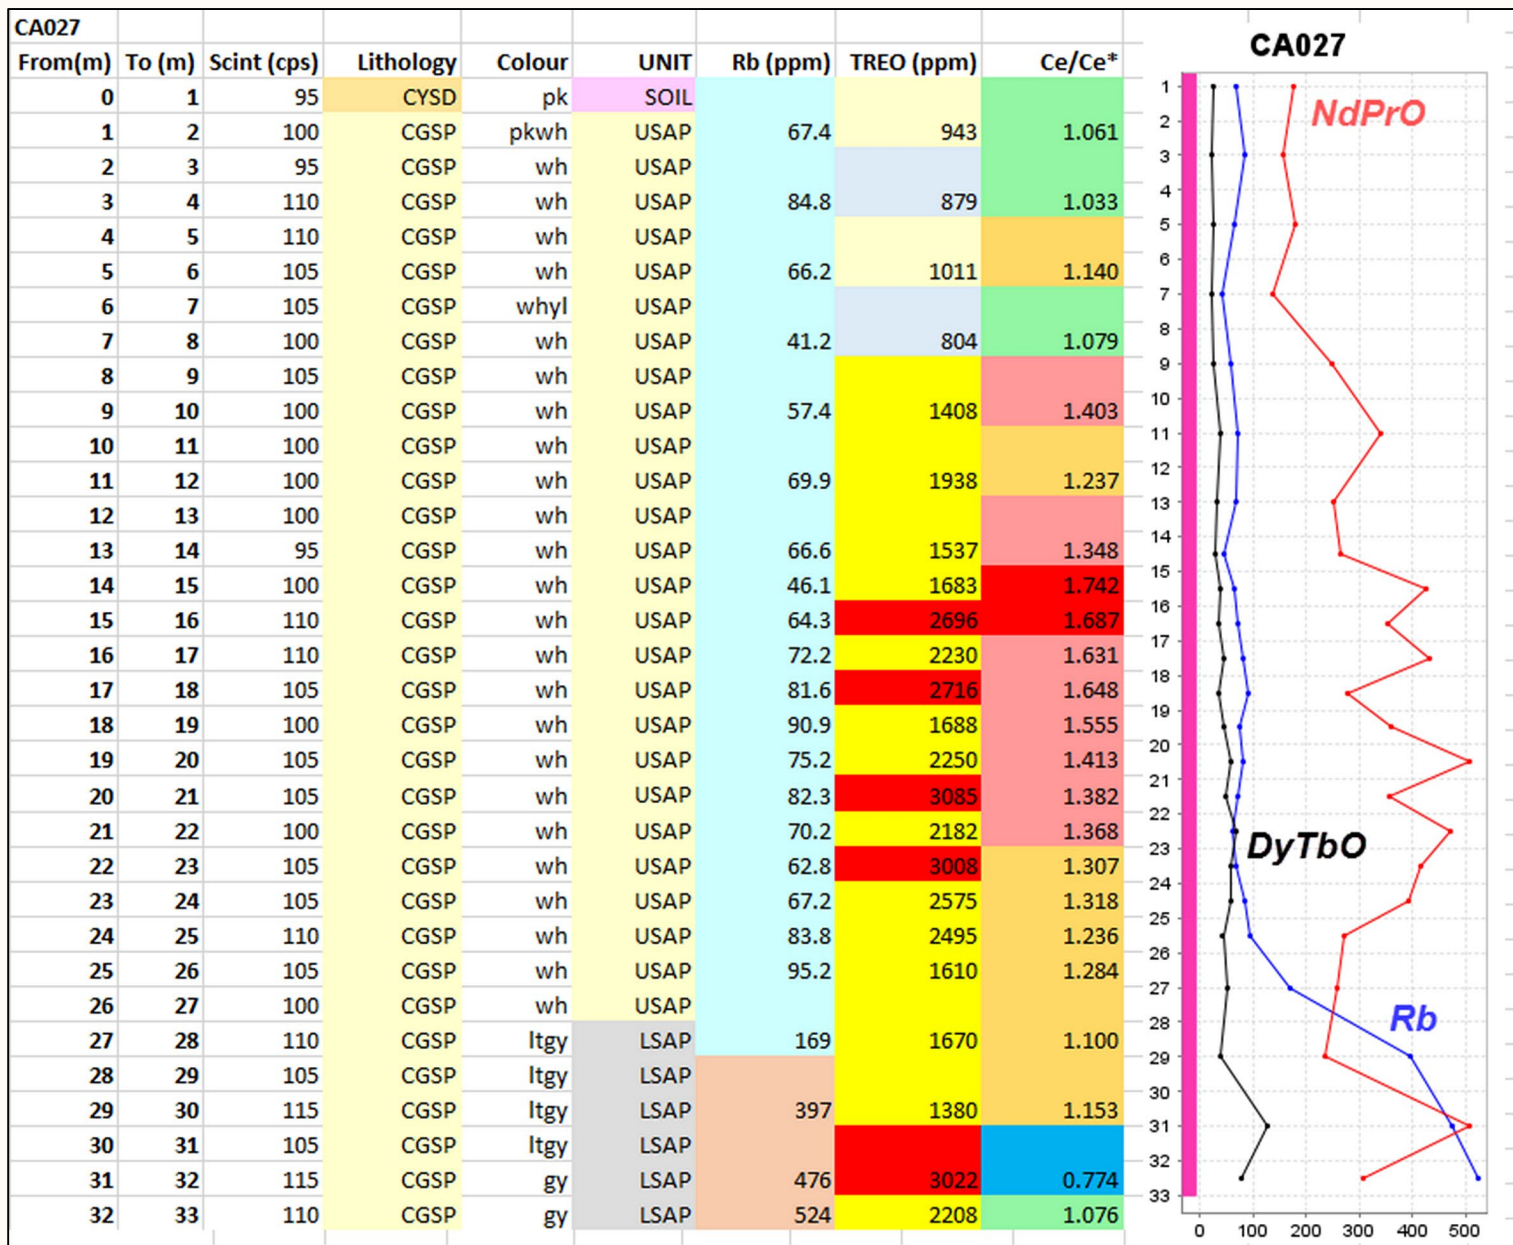 CA027
From(m) To (m) Scint (cps) Lithology Colour UNIT Rb (ppm) TREO (ppm) Ce/Ce*
0 1 95 CYSD pk SOIL
1 2 100 CGSP pkwh USAP 67.4 943 1.061
2 3 95 CGSP wh USAP
3 4 110 CGSP wh USAP 84.8 879 1.033
4 5 110 CGSP wh USAP
5 6 105 CGSP wh USAP 66.2 1011 1.140
6 7 105 CGSP whyl USAP
7 8 100 CGSP wh USAP 41.2 804 1.079
8 9 105 CGSP wh USAP
9 10 100 CGSP wh USAP 57.4 1408 1.403
10 11 100 CGSP wh USAP
11 12 100 CGSP wh USAP 69.9 1938 1.237
12 13 100 CGSP wh USAP
13 14 95 CGSP wh USAP 66.6 1537 1.348
14 15 100 CGSP wh USAP 46.1 1683 1.742
15 16 110 CGSP wh USAP 64.3 2696 1.687
16 17 110 CGSP wh USAP 72.2 2230 1.631
17 18 105 CGSP wh USAP 81.6 2716 1.648
18 19 100 CGSP wh USAP 90.9 1688 1.555
19 20 105 CGSP wh USAP 75.2 2250 1.413
20 21 105 CGSP wh USAP 82.3 3085 1.382
21 22 100 CGSP wh USAP 70.2 2182 1.368
22 23 105 CGSP wh USAP 62.8 3008 1.307
23 24 105 CGSP wh USAP 67.2 2575 1.318
24 25 110 CGSP wh USAP 83.8 2495 1.236
25 26 105 CGSP wh USAP 95.2 1610 1.284
26 27 100 CGSP wh USAP
27 28 110 CGSP ltgy LSAP 169 1670 1.100
28 29 105 CGSP ltgy LSAP
29 30 115 CGSP ltgy LSAP 397 1380 1.153
30 31 105 CGSP ltgy LSAP
31 32 115 CGSP gy LSAP 476 3022 0.774
32 33 110 CGSP gy LSAP 524 2208 1.076
CA027
NdPrO
DyTbO
Rb
1
2
3
4
5
6
7
8
9
10
11
12
13
14
15
16
17
18
19
20
21
22
23
24
25
26
27
28
29
30
31
32
33
0 100 200 300 400 500